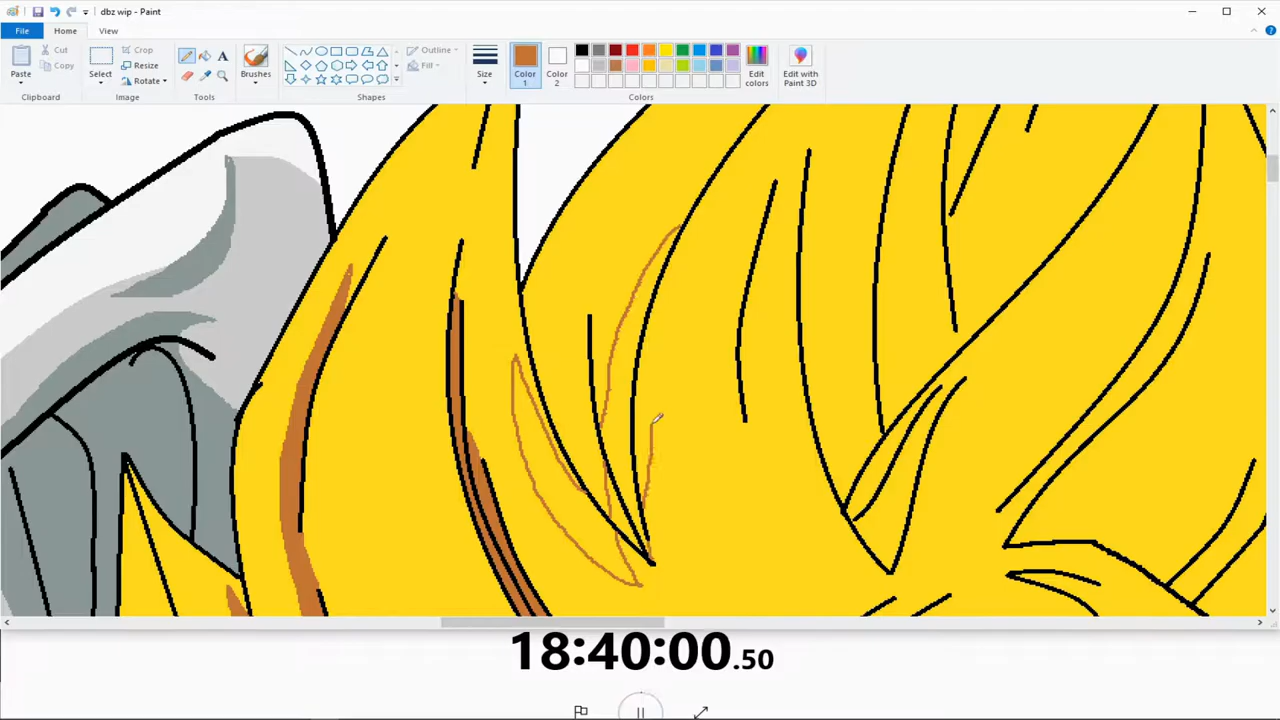 dbz wip - Paint
File Home View
Paste
Cut
Copy
Clipboard
Select
Crop
Resize
Rotate
Image
A
Tools
Brushes
Outline
Fill
Shapes
Size
Color 1
Color 2
Edit colors
Colors
Edit with Paint 3D
18:40:00.50